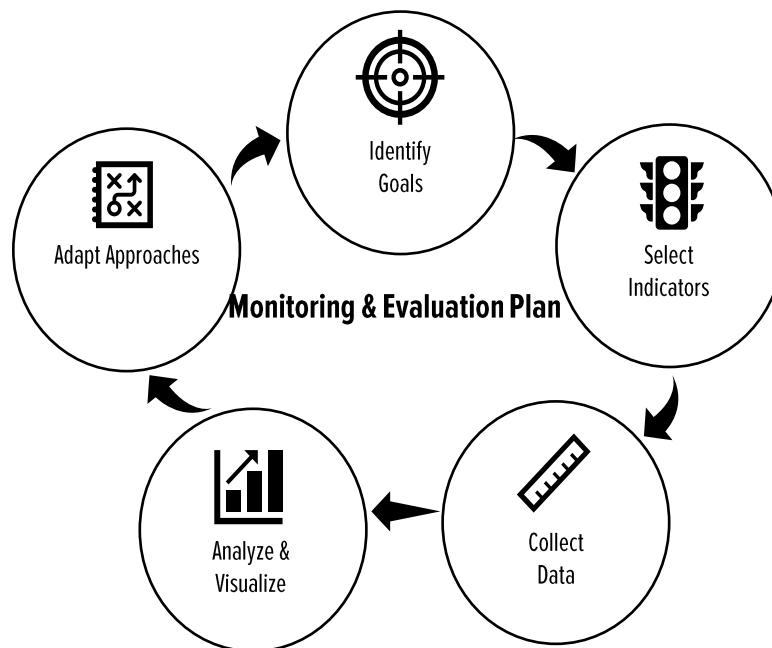 Identify
Goals
Select
Indicators
Adapt Approaches
Monitoring & Evaluation Plan
Collect
Data
Analyze &
Visualize